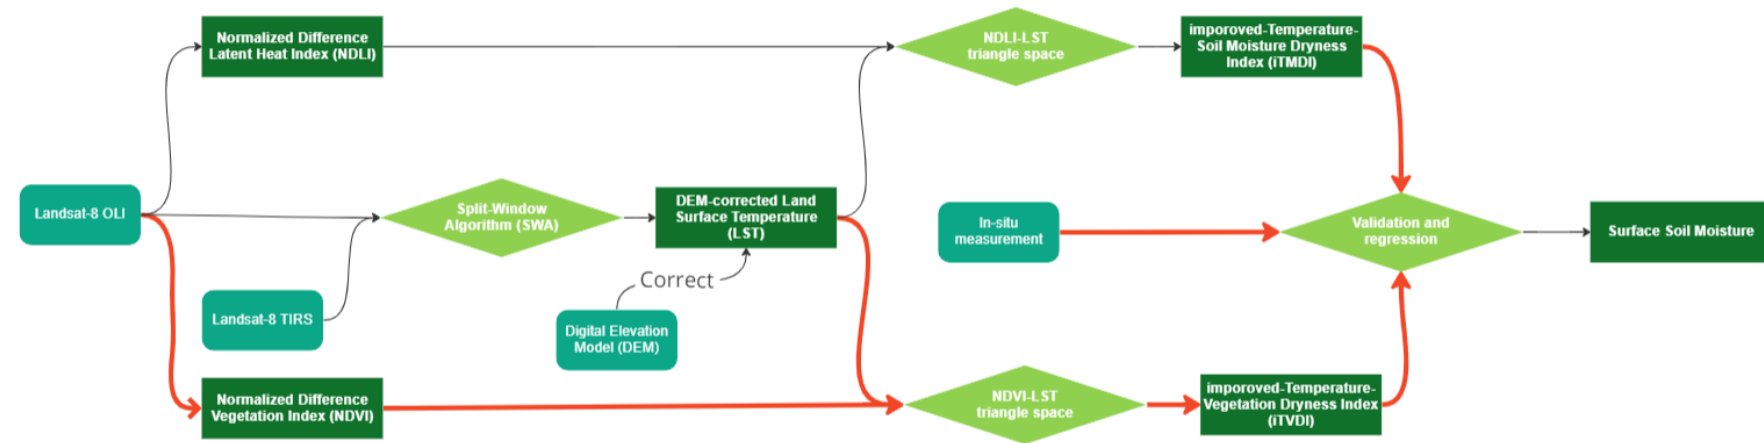 Normalized Difference
Latent Heat Index (NDLI)
NDLI-LST
triangle space
imporoved-Temperature-
Soil Moisture Dryness
Index (iTMDI)
Landsat-8 OLI
Split-Window
Algorithm (SWA)
DEM-corrected Land
Surface Temperature
(LST)
In-situ
measurement
Validation and
regression
Surface Soil Moisture
Correct
Landsat-8 TIRS
Digital Elevation
Model (DEM)
Normalized Difference
Vegetation Index (NDVI)
NDVI-LST
triangle space
imporoved-Temperature-
Vegetation Dryness Index
(iTVDI)